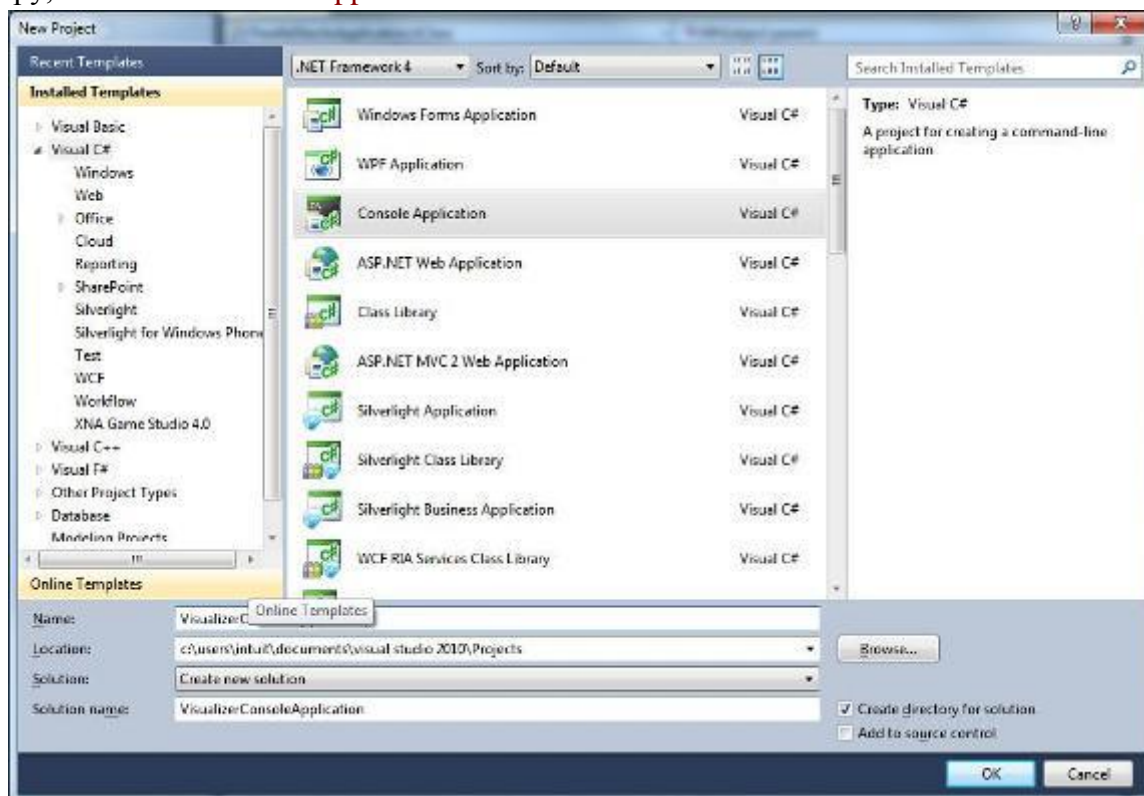 New Project
Recent Templates
Installed Templates
Visual Basic
Visual C#
Windows
Web
Office
Cloud
Reporting
SharePoint
Silverlight
Silverlight for Windows Phone
Test
WCF
Workflow
XNA Game Studio 4.0
Visual C++
Visual F#
Other Project Types
Database
Modeling Projects
Online Templates
.NET Framework 4 Sort by: Default
Windows Forms Application Visual C#
WPF Application Visual C#
Console Application Visual C#
ASP.NET Web Application Visual C#
Class Library Visual C#
ASP.NET MVC 2 Web Application Visual C#
Silverlight Application Visual C#
Silverlight Class Library Visual C#
Silverlight Business Application Visual C#
WCF RIA Services Class Library Visual C#
Search Installed Templates
Type: Visual C#
A project for creating a command-line
application
Online Templates
Name:
Location: c:\users\intuit\documents\visual studio 2010\Projects
Browse...
Solution: Create new solution
Solution name: VisualizerConsoleApplication
Create directory for solution
Add to source control
OK Cancel